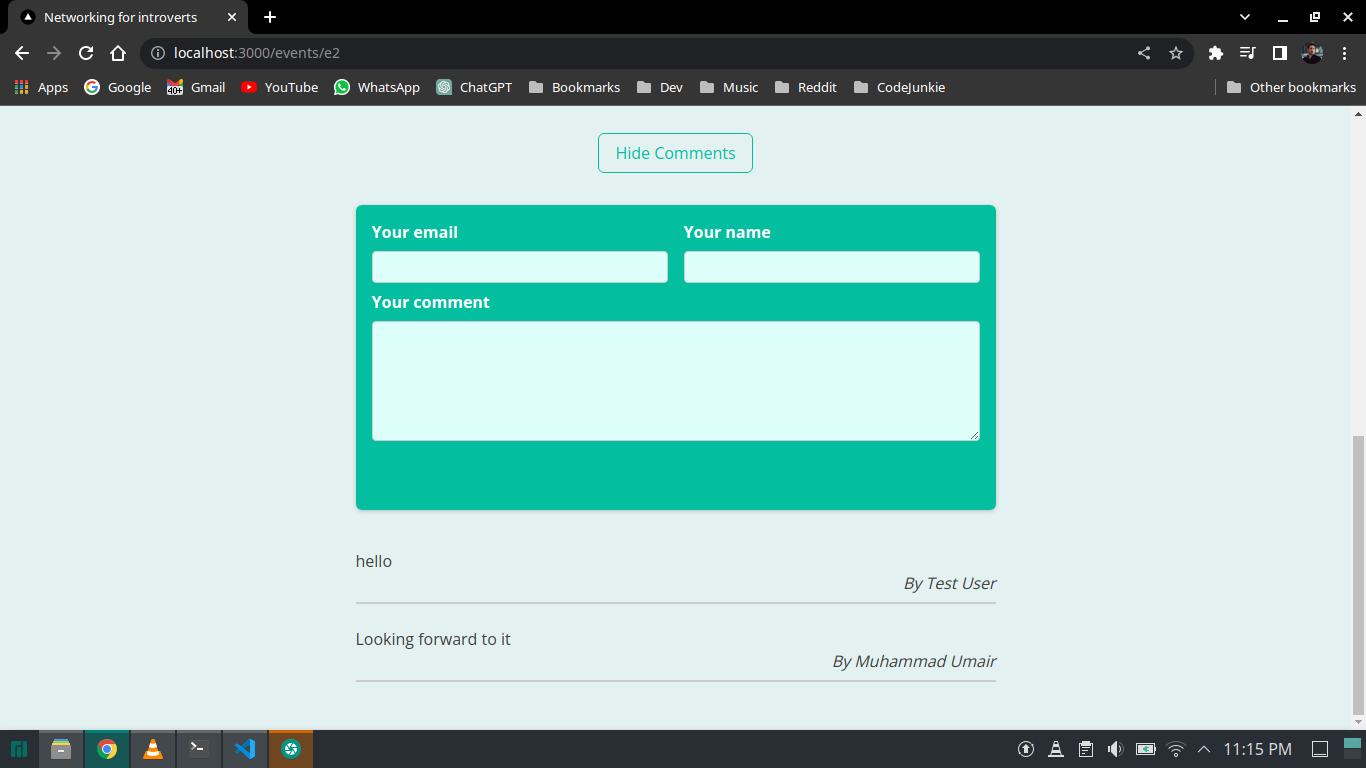 Networking for introverts
localhost:3000/events/e2
Apps Google 40+ Gmail YouTube WhatsApp ChatGPT Bookmarks Dev Music Reddit CodeJunkie Other bookmarks
Hide Comments
Your email Your name
Your comment
hello
By Test User
Looking forward to it
By Muhammad Umair
11:15 PM